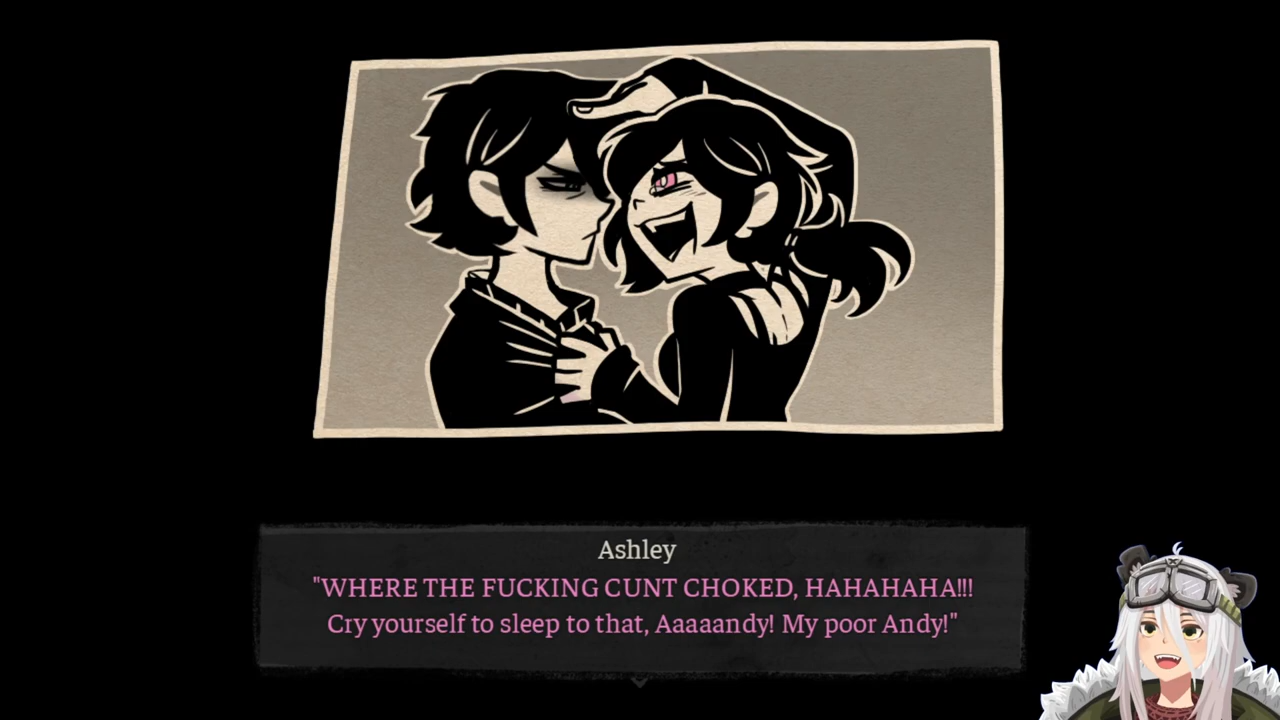 Ashley
"WHERE THE FUCKING CUNT CHOKED, HAHAHAHA!!!
Cry yourself to sleep to that, Aaaaandy! My poor Andy!"